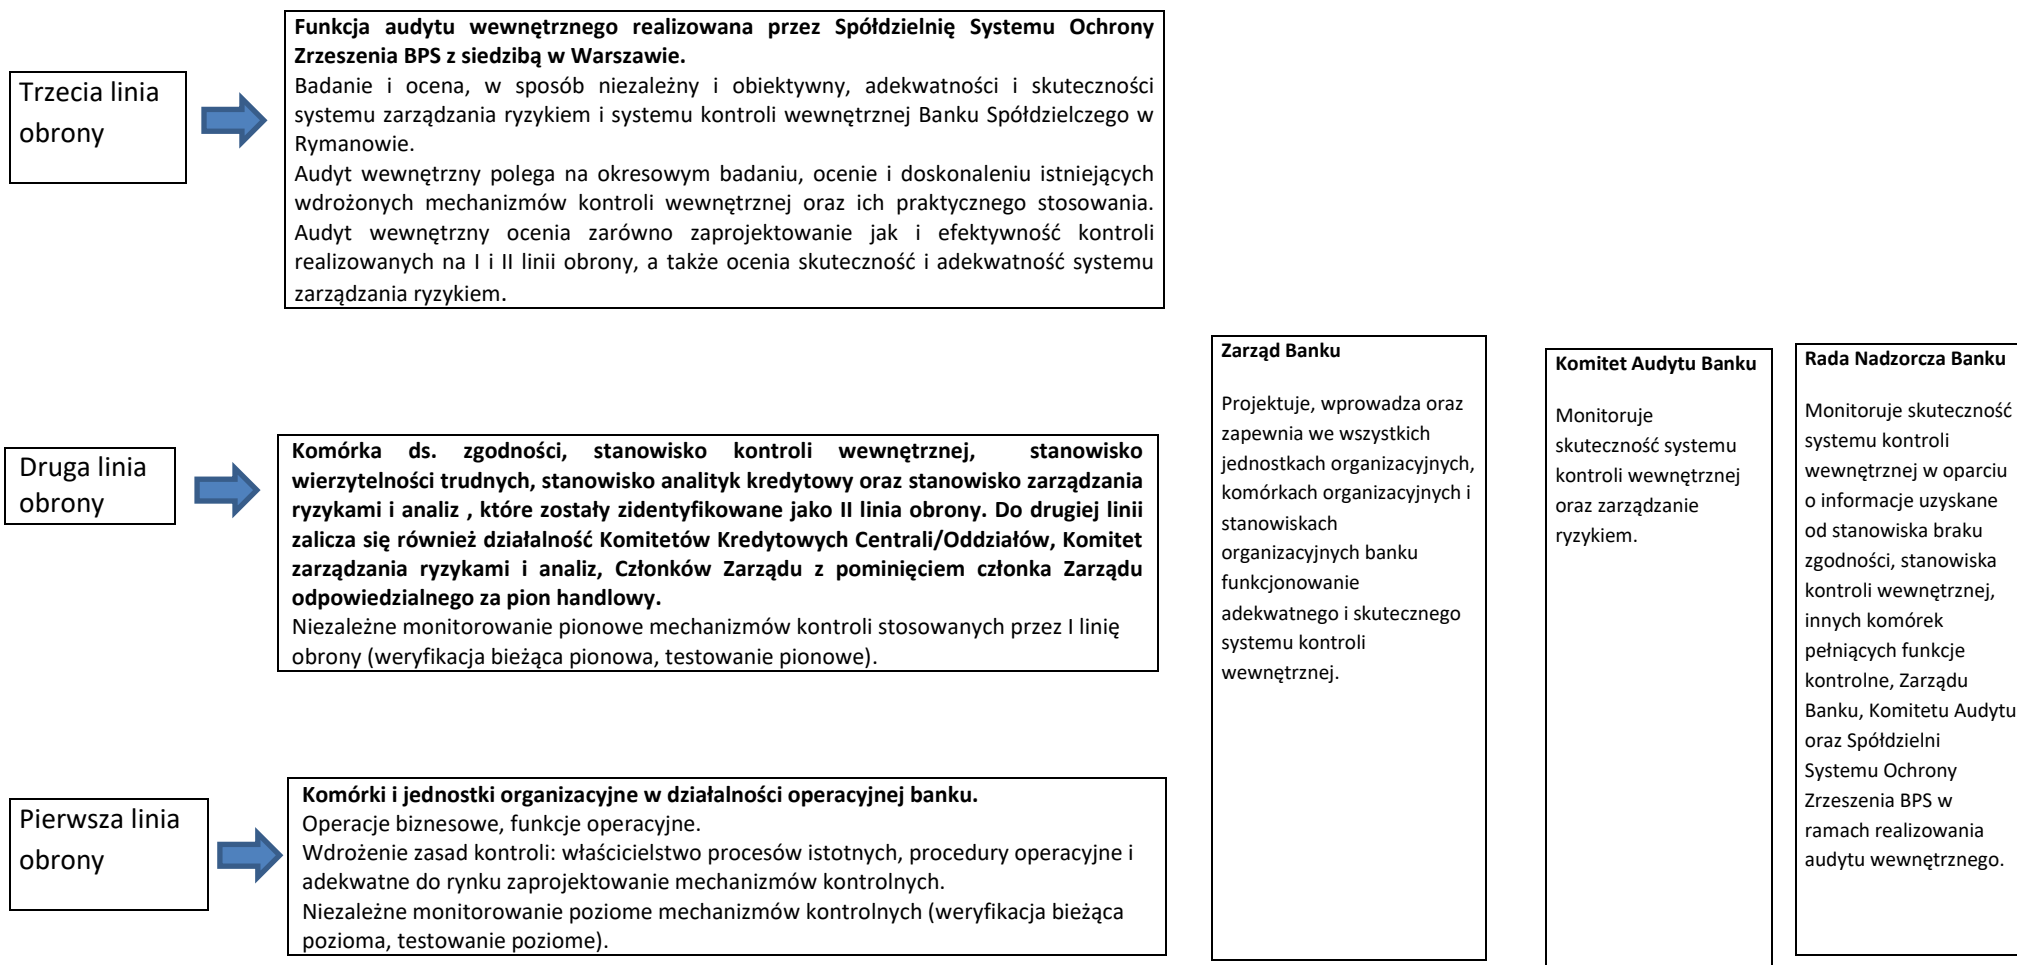 Trzecia linia
obrony
Funkcja audytu wewnętrznego realizowana przez Spółdzielnię Systemu Ochrony
Zrzeszenia BPS z siedzibą w Warszawie.
Badanie i ocena, w sposób niezależny i obiektywny, adekwatności i skuteczności
systemu zarządzania ryzykiem i systemu kontroli wewnętrznej Banku Spółdzielczego w
Rymanowie.
Audyt wewnętrzny polega na okresowym badaniu, ocenie i doskonaleniu istniejących
wdrożonych mechanizmów kontroli wewnętrznej oraz ich praktycznego stosowania.
Audyt wewnętrzny ocenia zarówno zaprojektowanie jak i efektywność kontroli
realizowanych na I i II linii obrony, a także ocenia skuteczność i adekwatność systemu
zarządzania ryzykiem.
Druga linia
obrony
Komórka ds. zgodności, stanowisko kontroli wewnętrznej, stanowisko
wierzytelności trudnych, stanowisko analityk kredytowy oraz stanowisko zarządzania
ryzykami i analiz , które zostały zidentyfikowane jako II linia obrony. Do drugiej linii
zalicza się również działalność Komitetów Kredytowych Centrali/Oddziałów, Komitet
zarządzania ryzykami i analiz, Członków Zarządu z pominięciem członka Zarządu
odpowiedzialnego za pion handlowy.
Niezależne monitorowanie pionowe mechanizmów kontroli stosowanych przez I linię
obrony (weryfikacja bieżąca pionowa, testowanie pionowe).
Pierwsza linia
obrony
Komórki i jednostki organizacyjne w działalności operacyjnej banku.
Operacje biznesowe, funkcje operacyjne.
Wdrożenie zasad kontroli: właścicielstwo procesów istotnych, procedury operacyjne i
adekwatne do rynku zaprojektowanie mechanizmów kontrolnych.
Niezależne monitorowanie poziome mechanizmów kontrolnych (weryfikacja bieżąca
pozioma, testowanie poziome).
Zarząd Banku
Projektuje, wprowadza oraz
zapewnia we wszystkich
jednostkach organizacyjnych,
komórkach organizacyjnych i
stanowiskach
organizacyjnych banku
funkcjonowanie
adekwatnego i skutecznego
systemu kontroli
wewnętrznej.
Komitet Audytu Banku
Monitoruje
skuteczność systemu
kontroli wewnętrznej
oraz zarządzanie
ryzykiem.
Rada Nadzorcza Banku
Monitoruje skuteczność
systemu kontroli
wewnętrznej w oparciu
o informacje uzyskane
od stanowiska braku
zgodności, stanowiska
kontroli wewnętrznej,
innych komórek
pełniących funkcje
kontrolne, Zarządu
Banku, Komitetu Audytu
oraz Spółdzielni
Systemu Ochrony
Zrzeszenia BPS w
ramach realizowania
audytu wewnętrznego.